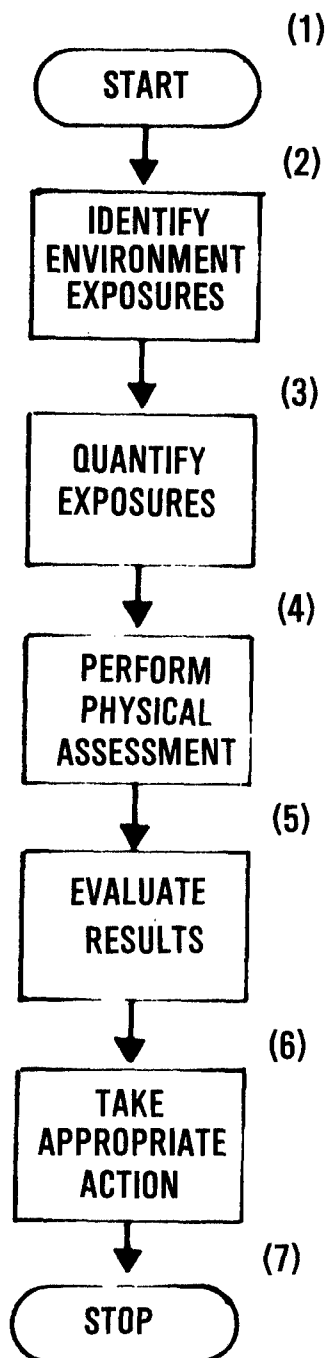 (1)
START
(2)
IDENTIFY
ENVIRONMENT
EXPOSURES
(3)
QUANTIFY
EXPOSURES
(4)
PERFORM
PHYSICAL
ASSESSMENT
(5)
EVALUATE
RESULTS
(6)
TAKE
APPROPRIATE
ACTION
(7)
STOP